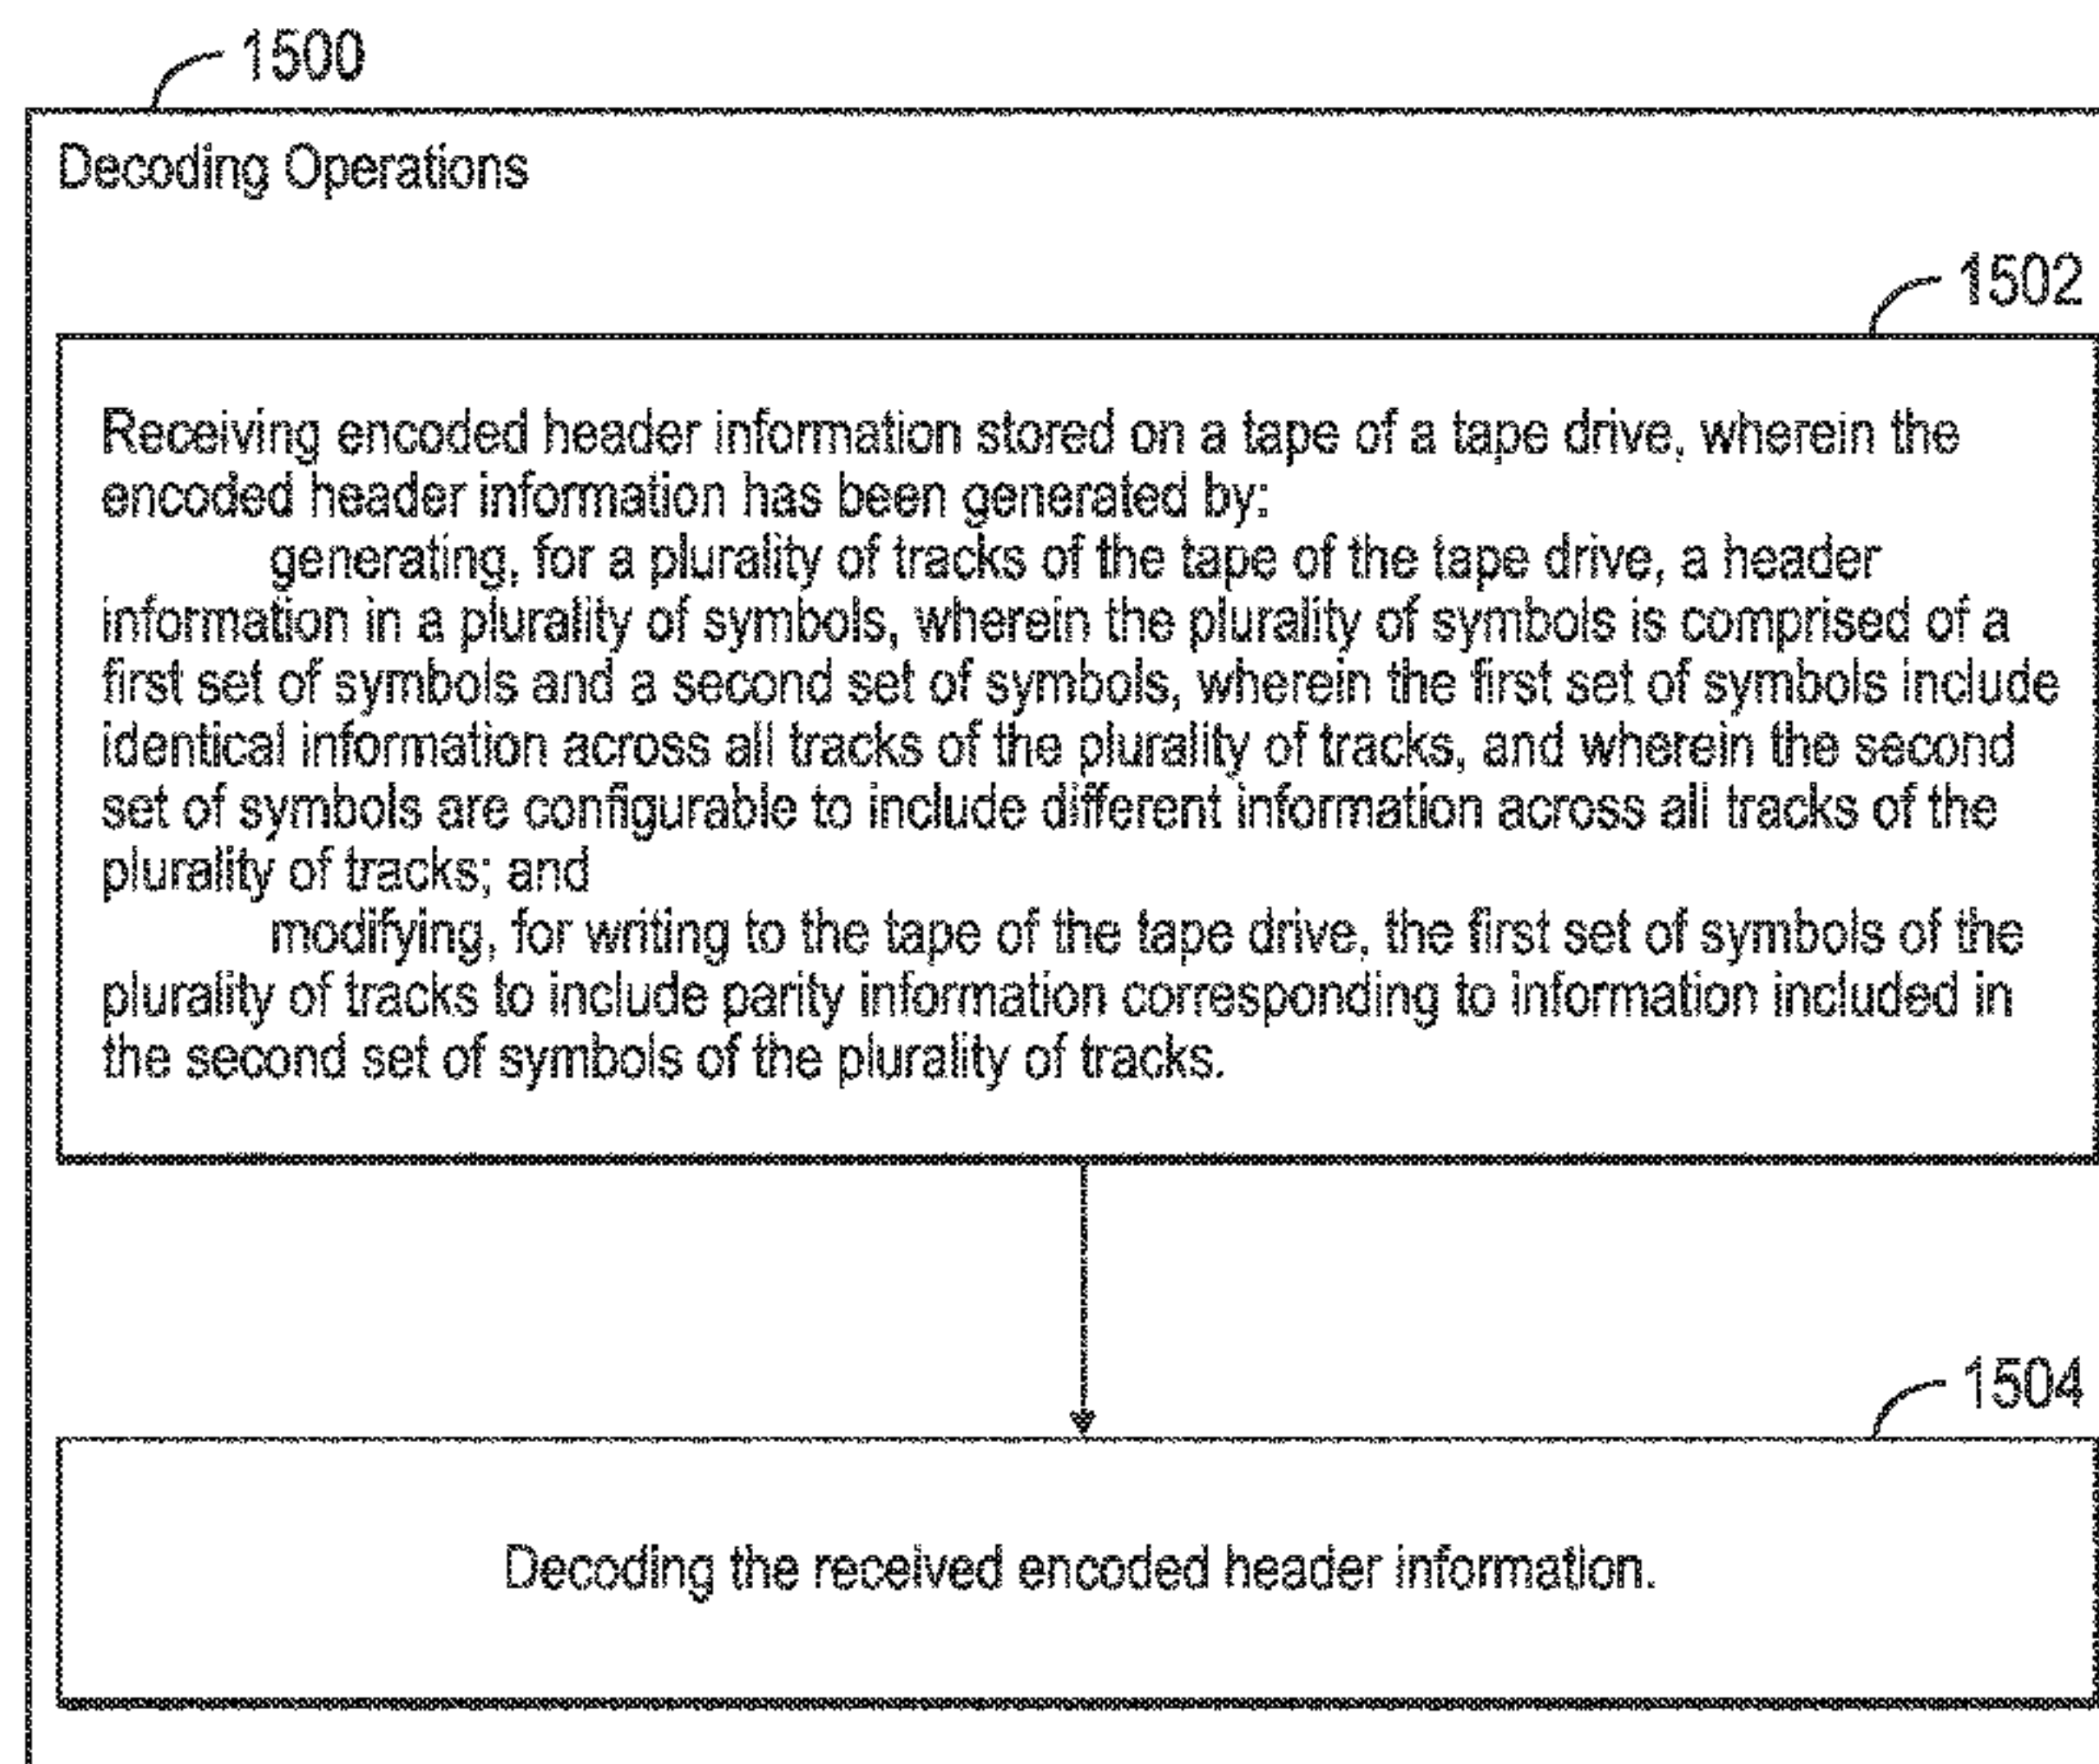 1500
Decoding Operations
1502
Receiving encoded header information stored on a tape of a tape drive, wherein the
encoded header information has been generated by:
generating, for a plurality of tracks of the tape of the tape drive, a header
information in a plurality of symbols, wherein the plurality of symbols is comprised of a
first set of symbols and a second set of symbols, wherein the first set of symbols include
identical information across all tracks of the plurality of tracks, and wherein the second
set of symbols are configurable to include different information across all tracks of the
plurality of tracks; and
modifying, for writing to the tape of the tape drive, the first set of symbols of the
plurality of tracks to include parity information corresponding to information included in
the second set of symbols of the plurality of tracks.
1504
Decoding the received encoded header information.